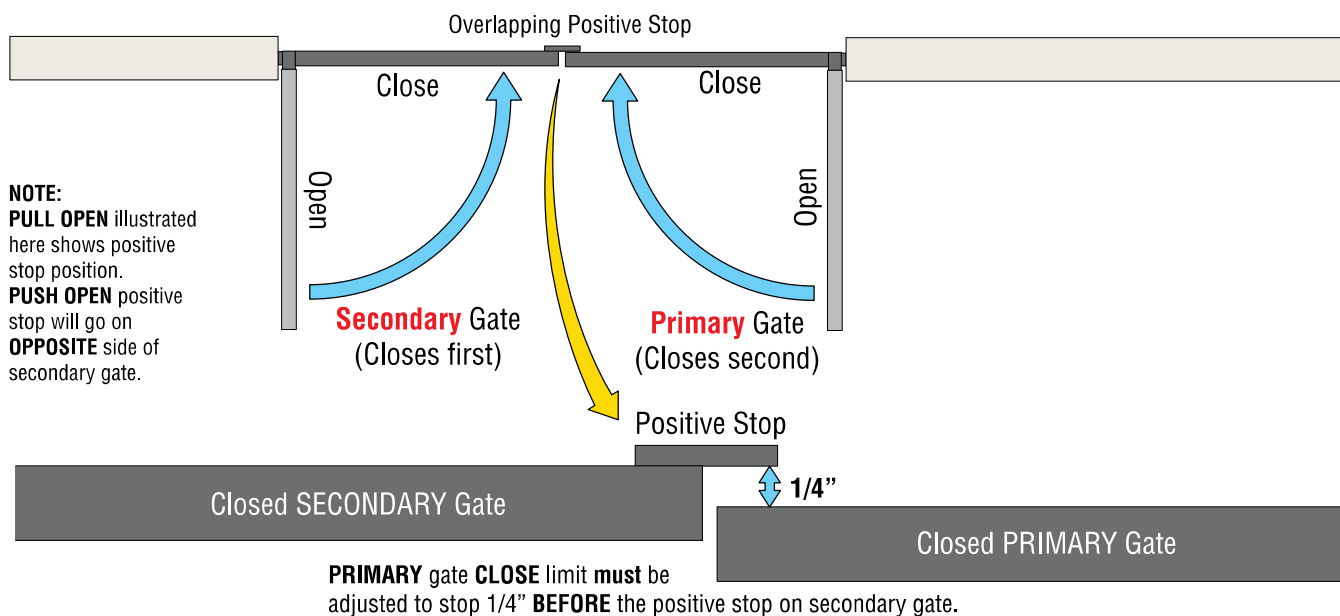 Overlapping Positive Stop
Close
Close
Open
Open
NOTE:
PULL OPEN illustrated
here shows positive
stop position.
PUSH OPEN positive
stop will go on
OPPOSITE side of
secondary gate.
Secondary Gate
(Closes first)
Primary Gate
(Closes second)
Positive Stop
1/4”
Closed SECONDARY Gate
Closed PRIMARY Gate
PRIMARY gate CLOSE limit must be
adjusted to stop 1/4” BEFORE the positive stop on secondary gate.